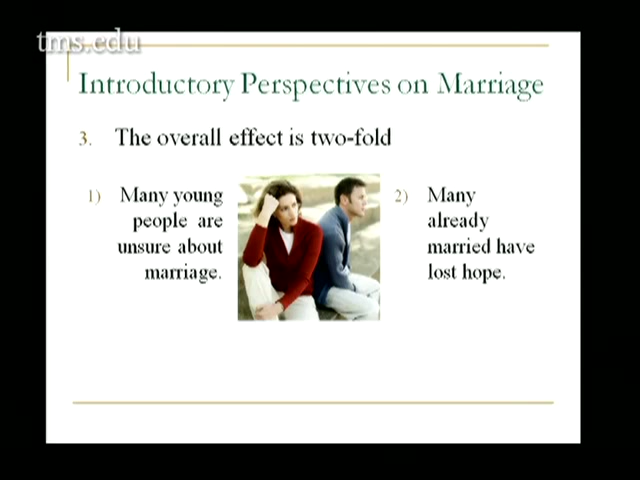 tms.edu
Introductory Perspectives on Marriage
3. The overall effect is two-fold
1) Many young
people are
unsure about
marriage.
2) Many
already
married have
lost hope.